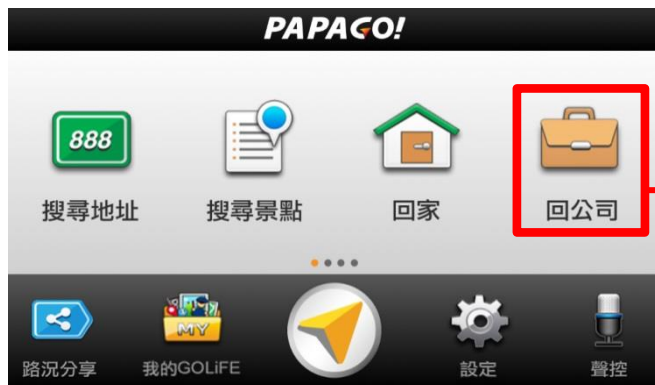 PAPAGO!
888
搜尋地址
搜尋景點
回家
回公司
MY
路況分享
我的GOLiFE
設定
聲控